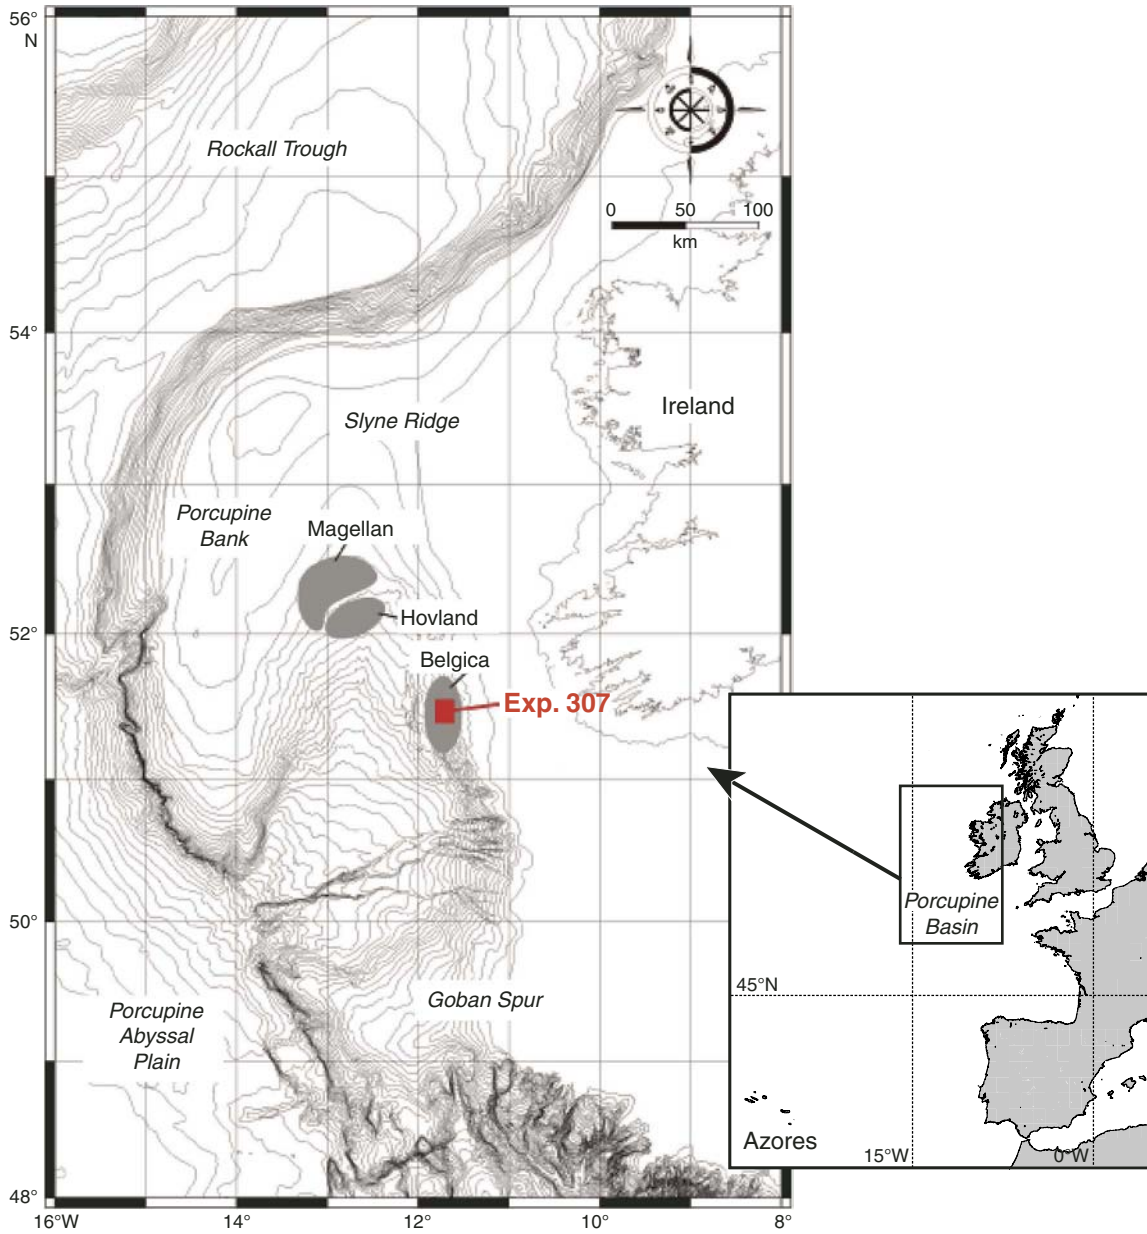 56°
N
Rockall Trough
0 50 100
km
54°
Slyne Ridge
Ireland
Porcupine
Bank
Magellan
Hovland
52°
Belgica
Exp. 307
Porcupine
Basin
50°
45°N
Goban Spur
Porcupine
Abyssal
Plain
Azores
15°W
0°W
48°
16°W
14°
12°
10°
8°